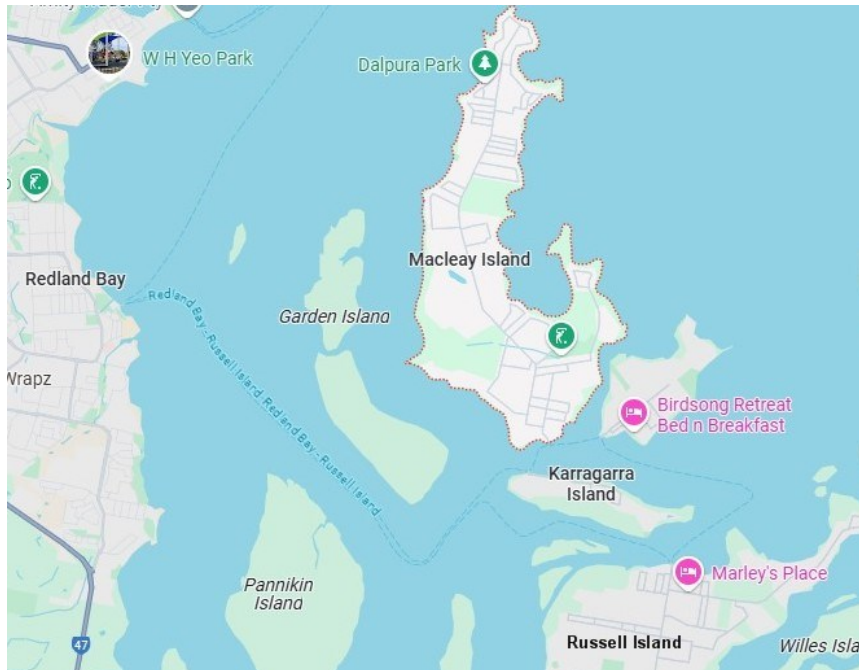 W H Yeo Park
Dalpura Park
Macleay Island
Redland Bay
Garden Island
Redland Bay - Russell Island, Redland Bay - Russell Island
Wrapz
Birdsong Retreat
Bed n Breakfast
Karragarra
Island
Marley's Place
Pannikin
Island
Russell Island
Willes Isla
47